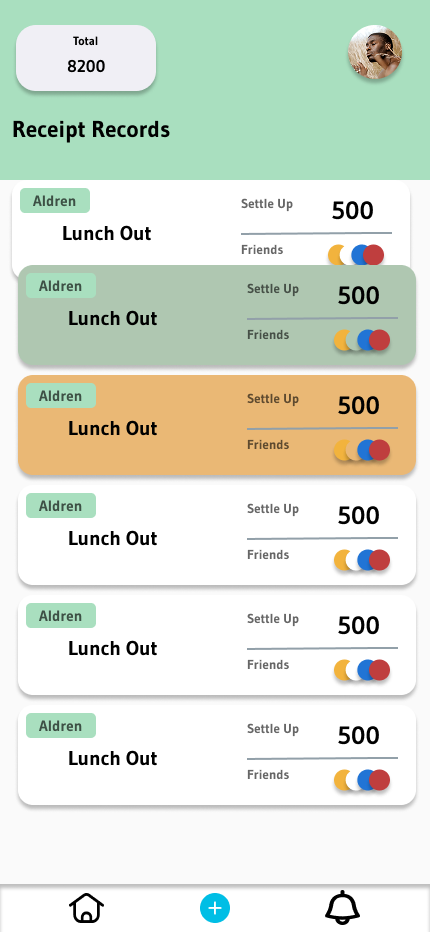 Total
8200
Receipt Records
Aldren
Settle Up
500
Lunch Out
Friends
Aldren
Settle Up
500
Lunch Out
Friends
Aldren
Settle Up
500
Lunch Out
Friends
Aldren
Settle Up
500
Lunch Out
Friends
Aldren
Settle Up
500
Lunch Out
Friends
Aldren
Settle Up
500
Lunch Out
Friends